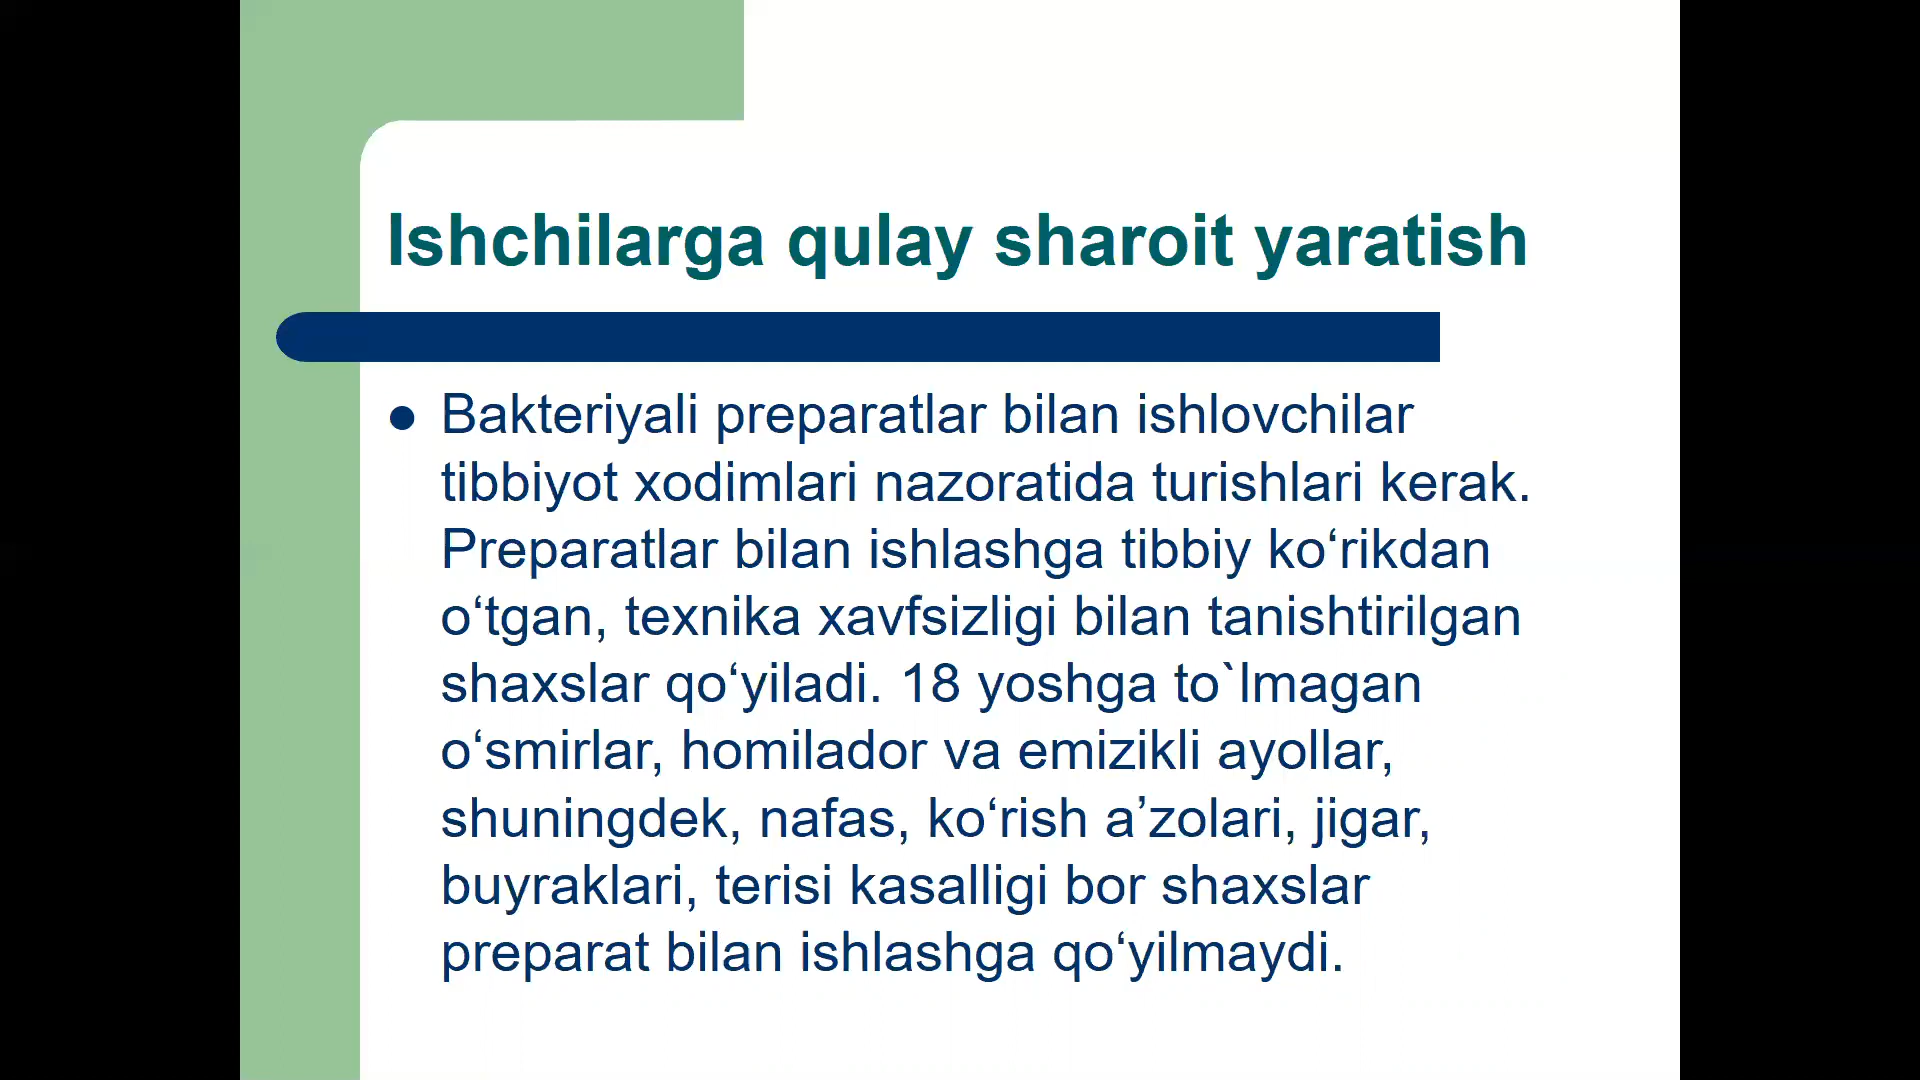 Ishchilarga qulay sharoit yaratish
● Bakteriyali preparatlar bilan ishlovchilar
tibbiyot xodimlari nazoratida turishlari kerak.
Preparatlar bilan ishlashga tibbiy ko‘rikdan
o‘tgan, texnika xavfsizligi bilan tanishtirilgan
shaxslar qo‘yiladi. 18 yoshga to`lmagan
o‘smirlar, homilador va emizikli ayollar,
shuningdek, nafas, ko‘rish a’zolari, jigar,
buyraklari, terisi kasalligi bor shaxslar
preparat bilan ishlashga qo‘yilmaydi.